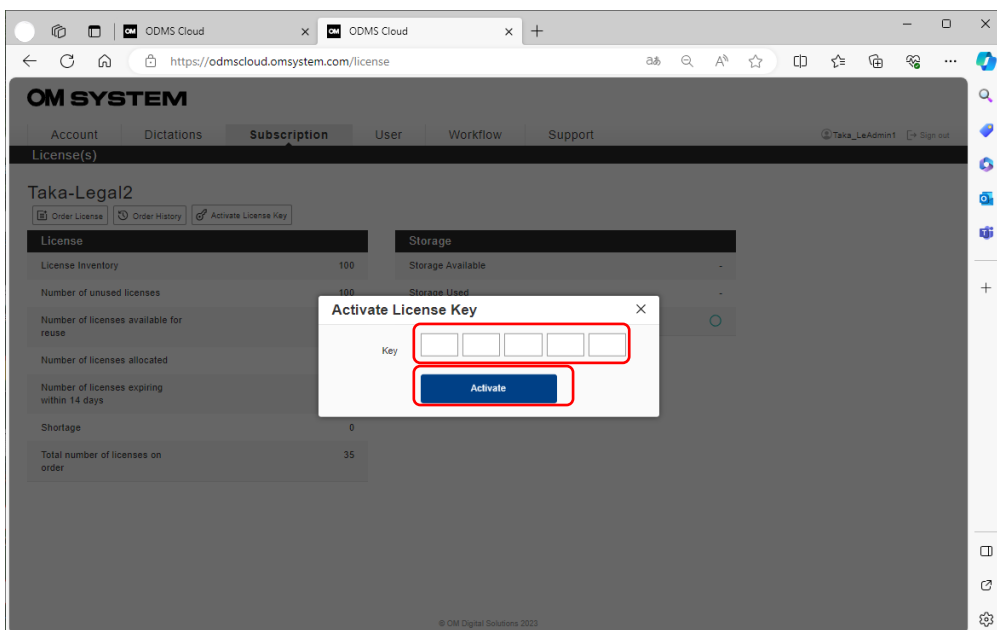 OM ODMS Cloud
OM ODMS Cloud
https://odmscloud.omsystem.com/license
OM SYSTEM
Account Dictations Subscription User Workflow Support Taka_LeAdmin1 Sign out
License(s)
Taka-Legal2
Order License Order History Activate License Key
License
License Inventory 100
Number of unused licenses 100
Number of licenses available for
reuse
Number of licenses allocated
Number of licenses expiring
within 14 days
Shortage 0
Total number of licenses on
order 35
Storage
Storage Available -
Storage Used -
Activate License Key
Key
Activate
© OM Digital Solutions 2023